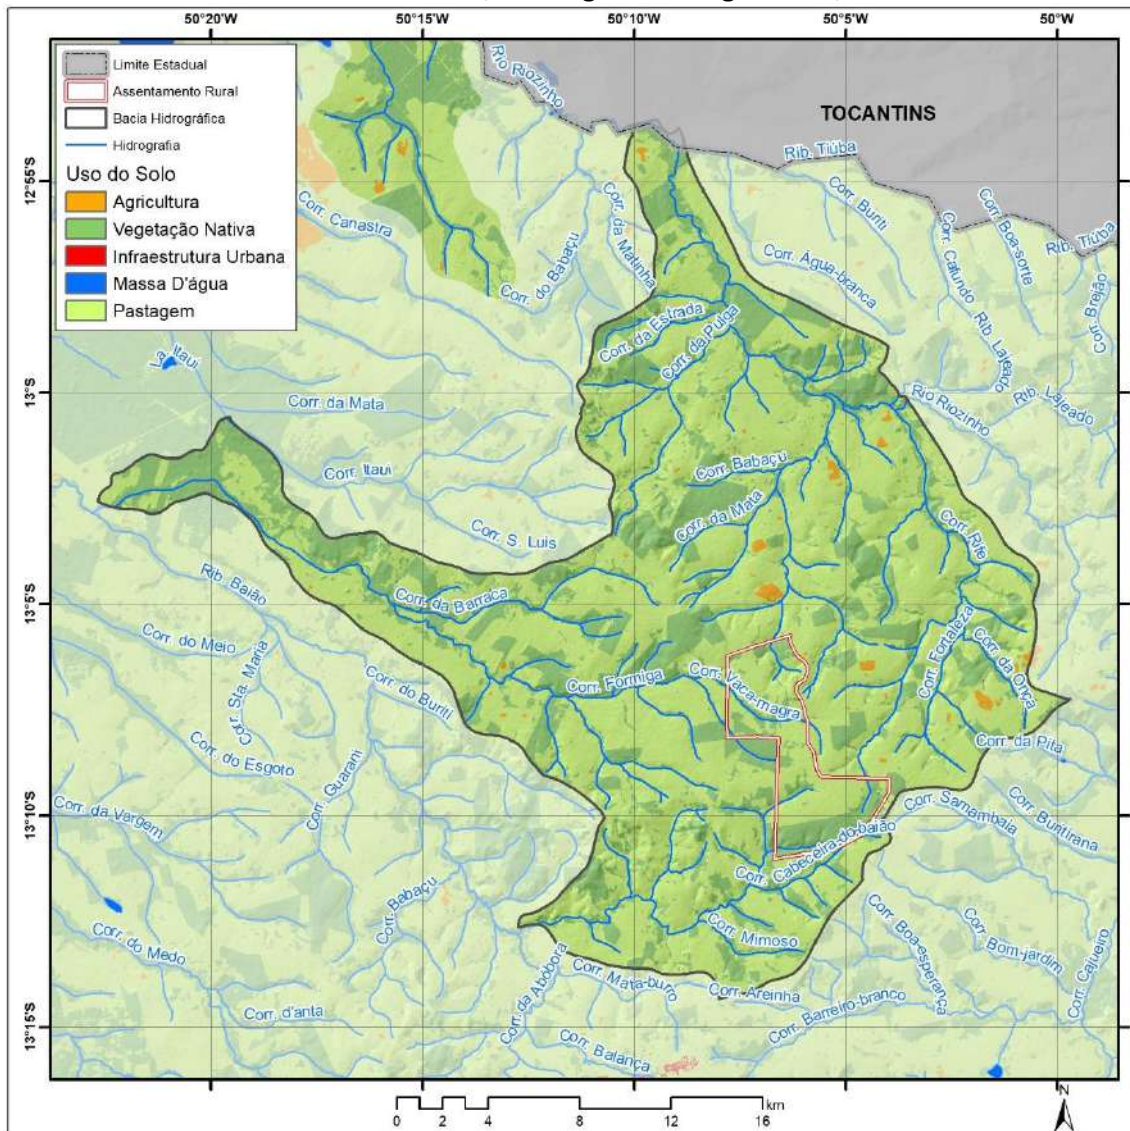 50°20'W
50°15'W
50°10'W
50°5'W
50°W
Limite Estadual
Assentamento Rural
Bacia Hidrográfica
Hidrografia
Uso do Solo
Agricultura
Vegetação Nativa
Infraestrutura Urbana
Massa D'água
Pastagem
TOCANTINS
Rio Riozinho
Rib. Tiúba
12°55'S
Corr. Canastra
Corr. do Babaçu
Corr. da Matinha
Corr. Buriti
Corr. Água-branca
Corr. Cafundo
Corr. Boa-sorte
Rib. Tiúba
Corr. Brejão
Rib. Lajeado
Corr. da Estrada
Corr. da Pulga
La. Itaui
13°S
Corr. da Mata
Rio Riozinho
Rib. Lajeado
Corr. Itaui
Corr. Babaçu
Corr. da Mata
Corr. S. Luis
Corr. Rife
Rib. Baião
Corr. da Barraca
13°5'S
Corr. do Meio
Corr. Sta. Maria
Corr. do Buriti
Corr. Formiga
Corr. Vaca-magra
Corr. Fortaleza
Corr. da Onça
Corr. da Pita
Corr. do Esgoto
Corr. Guarani
Corr. da Vargem
13°10'S
Corr. Samambaia
Corr. Buritirana
Corr. Cabeceira-do-baião
Corr. Babaçu
Corr. Mimoso
Corr. Boa-esperança
Corr. Bom-jardim
Corr. Cajueiro
Corr. do Medo
Corr. da Abóbora
Corr. Mata-burro
Corr. Areinha
Corr. Barreiro-branco
Corr. d'anta
13°15'S
Corr. Balança
N
km
0 2 4 8 12 16